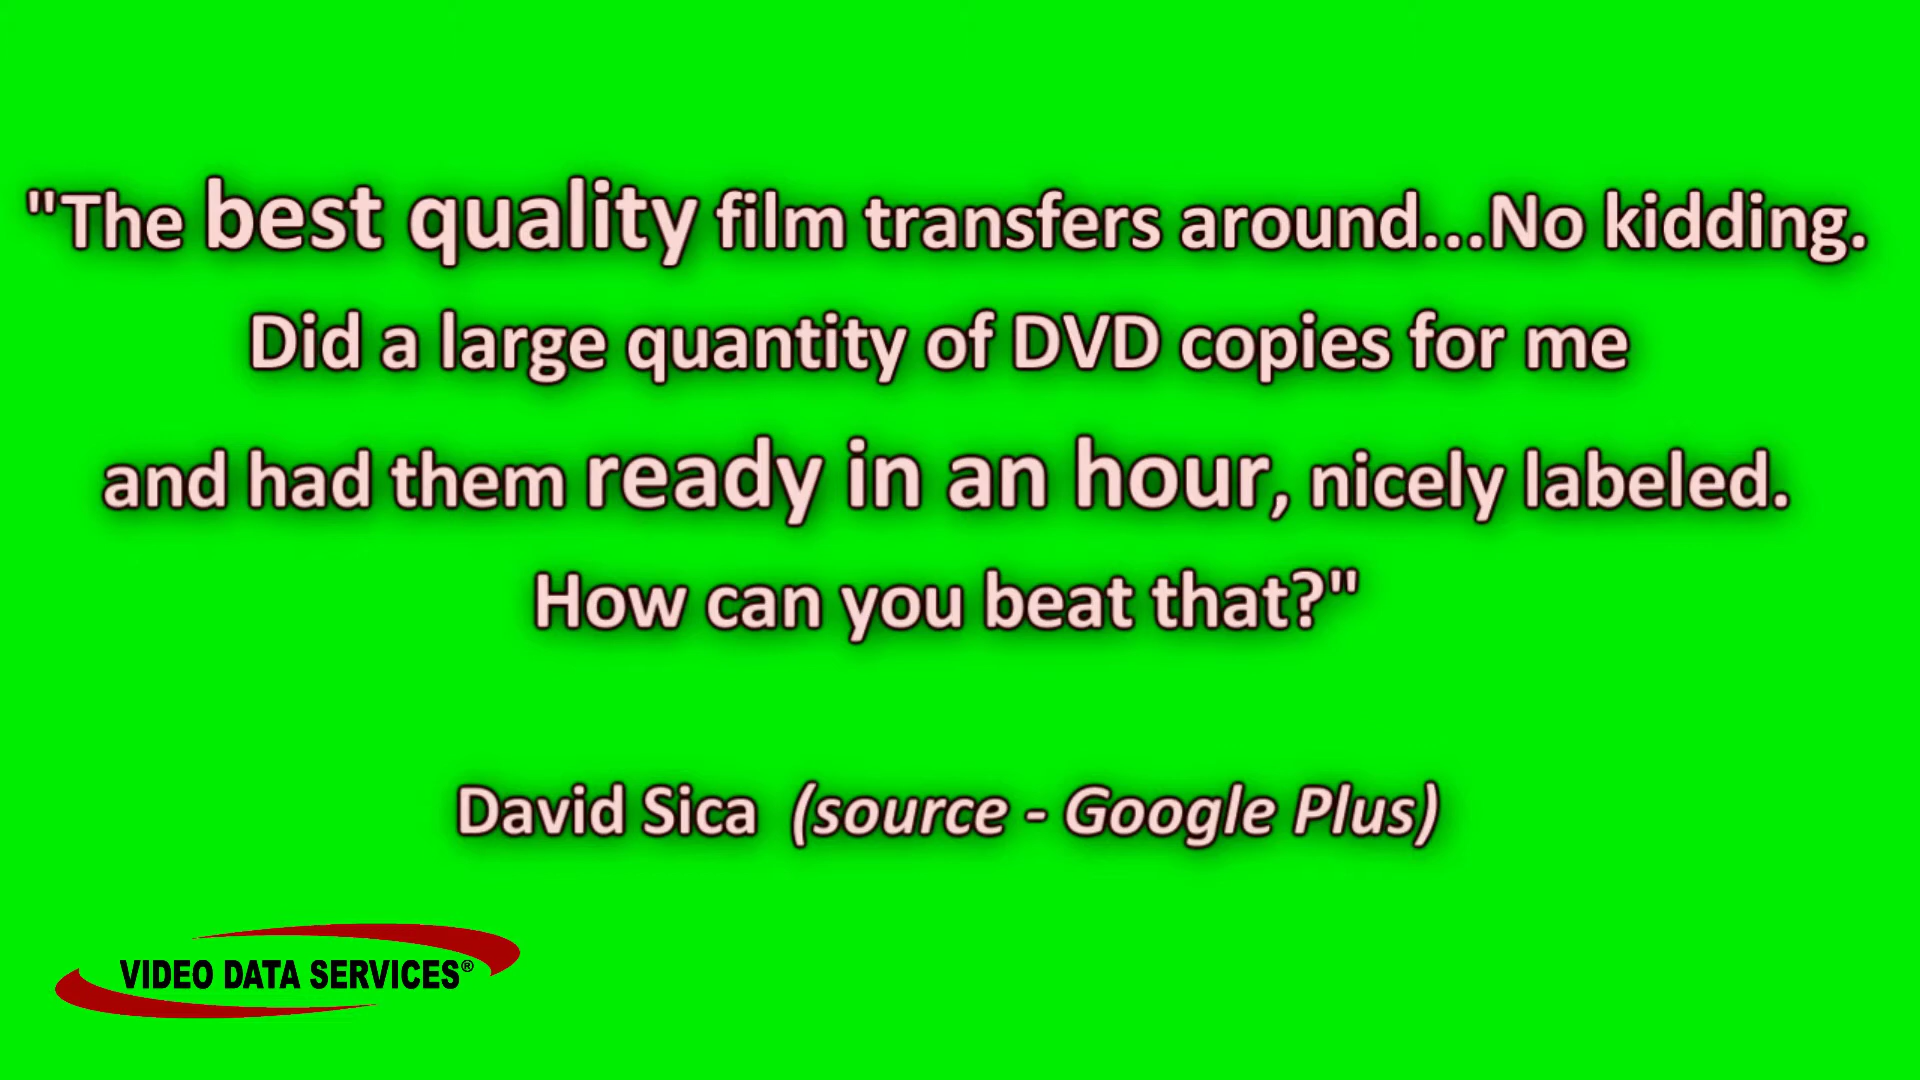 "The best quality film transfers around...No kidding.
Did a large quantity of DVD copies for me
and had them ready in an hour, nicely labeled.
How can you beat that?"
David Sica (source - Google Plus)
VIDEO DATA SERVICES®